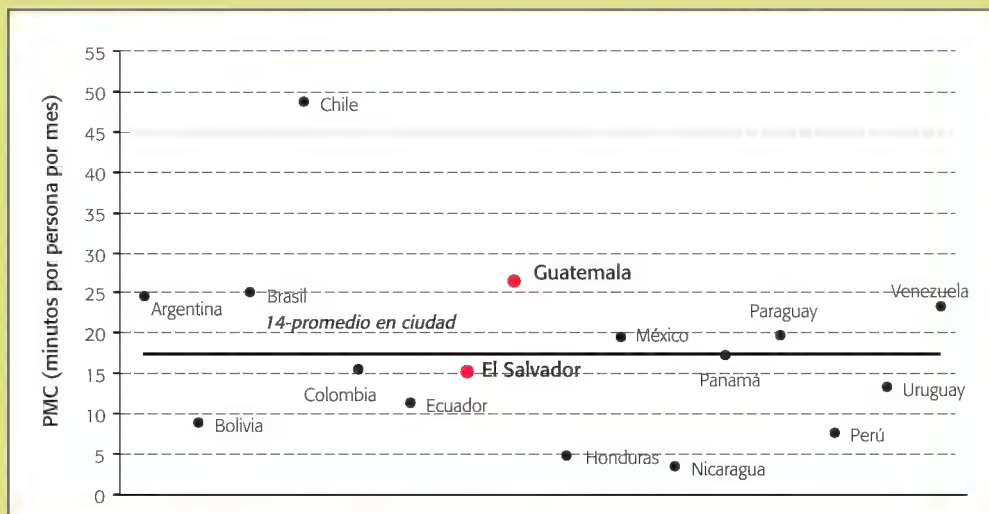 PMC (minutos por persona por mes)
55
50
45
40
35
30
25
20
15
10
5
0
Chile
Guatemala
Argentina
Brasil
Venezuela
Paraguay
14-promedio en ciudad
México
Colombia
El Salvador
Panamá
Ecuador
Uruguay
Bolivia
Perú
Honduras
Nicaragua